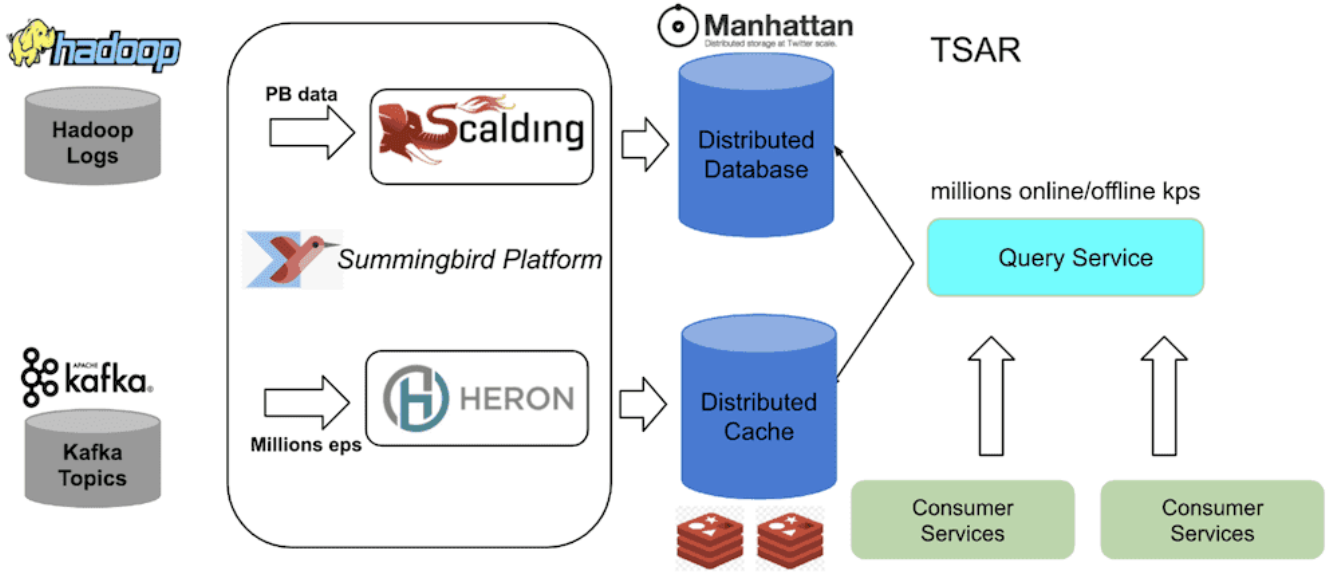 hadoop
Hadoop
Logs
PB data
Scalding
Manhattan
Distributed storage at Twitter scale.
Distributed
Database
TSAR
millions online/offline kps
Query Service
Summingbird Platform
APACHE
kafka®
Kafka
Topics
Millions eps
HERON
Distributed
Cache
Consumer
Services
Consumer
Services